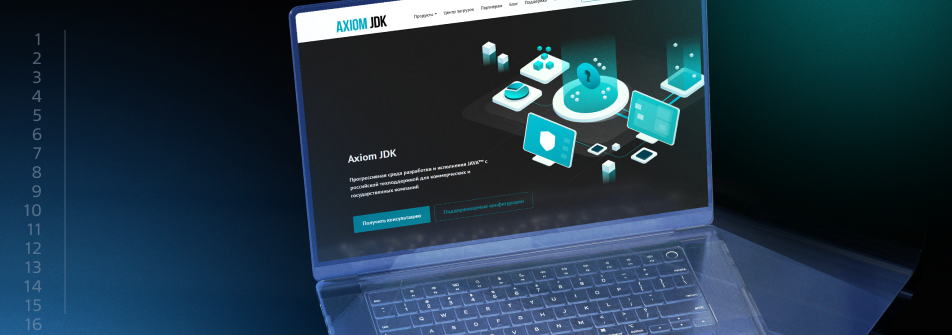 AXIOM JDK
Продукты Центр загрузок Партнерам Блог Поддержка
Axiom JDK
Прогрессивная среда разработки и исполнения JAVA™ с
российской техподдержкой для коммерческих и
государственных компаний
Получить консультацию Поддерживаемые конфигурации
1
2
3
4
5
6
7
8
9
10
11
12
13
14
15
16